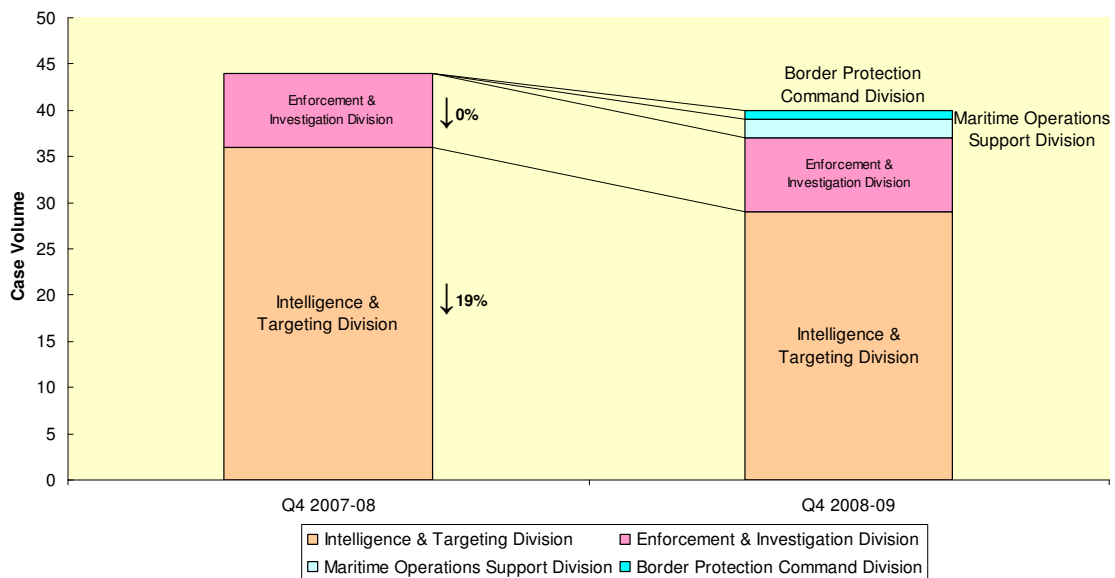 50
45
40
35
30
25
20
15
10
5
0
Case Volume
Enforcement &
Investigation Division
↓0%
Intelligence &
Targeting Division
↓19%
Border Protection
Command Division
Maritime Operations
Support Division
Enforcement &
Investigation Division
Intelligence &
Targeting Division
Q4 2007-08
Q4 2008-09
Intelligence & Targeting Division
Enforcement & Investigation Division
Maritime Operations Support Division
Border Protection Command Division